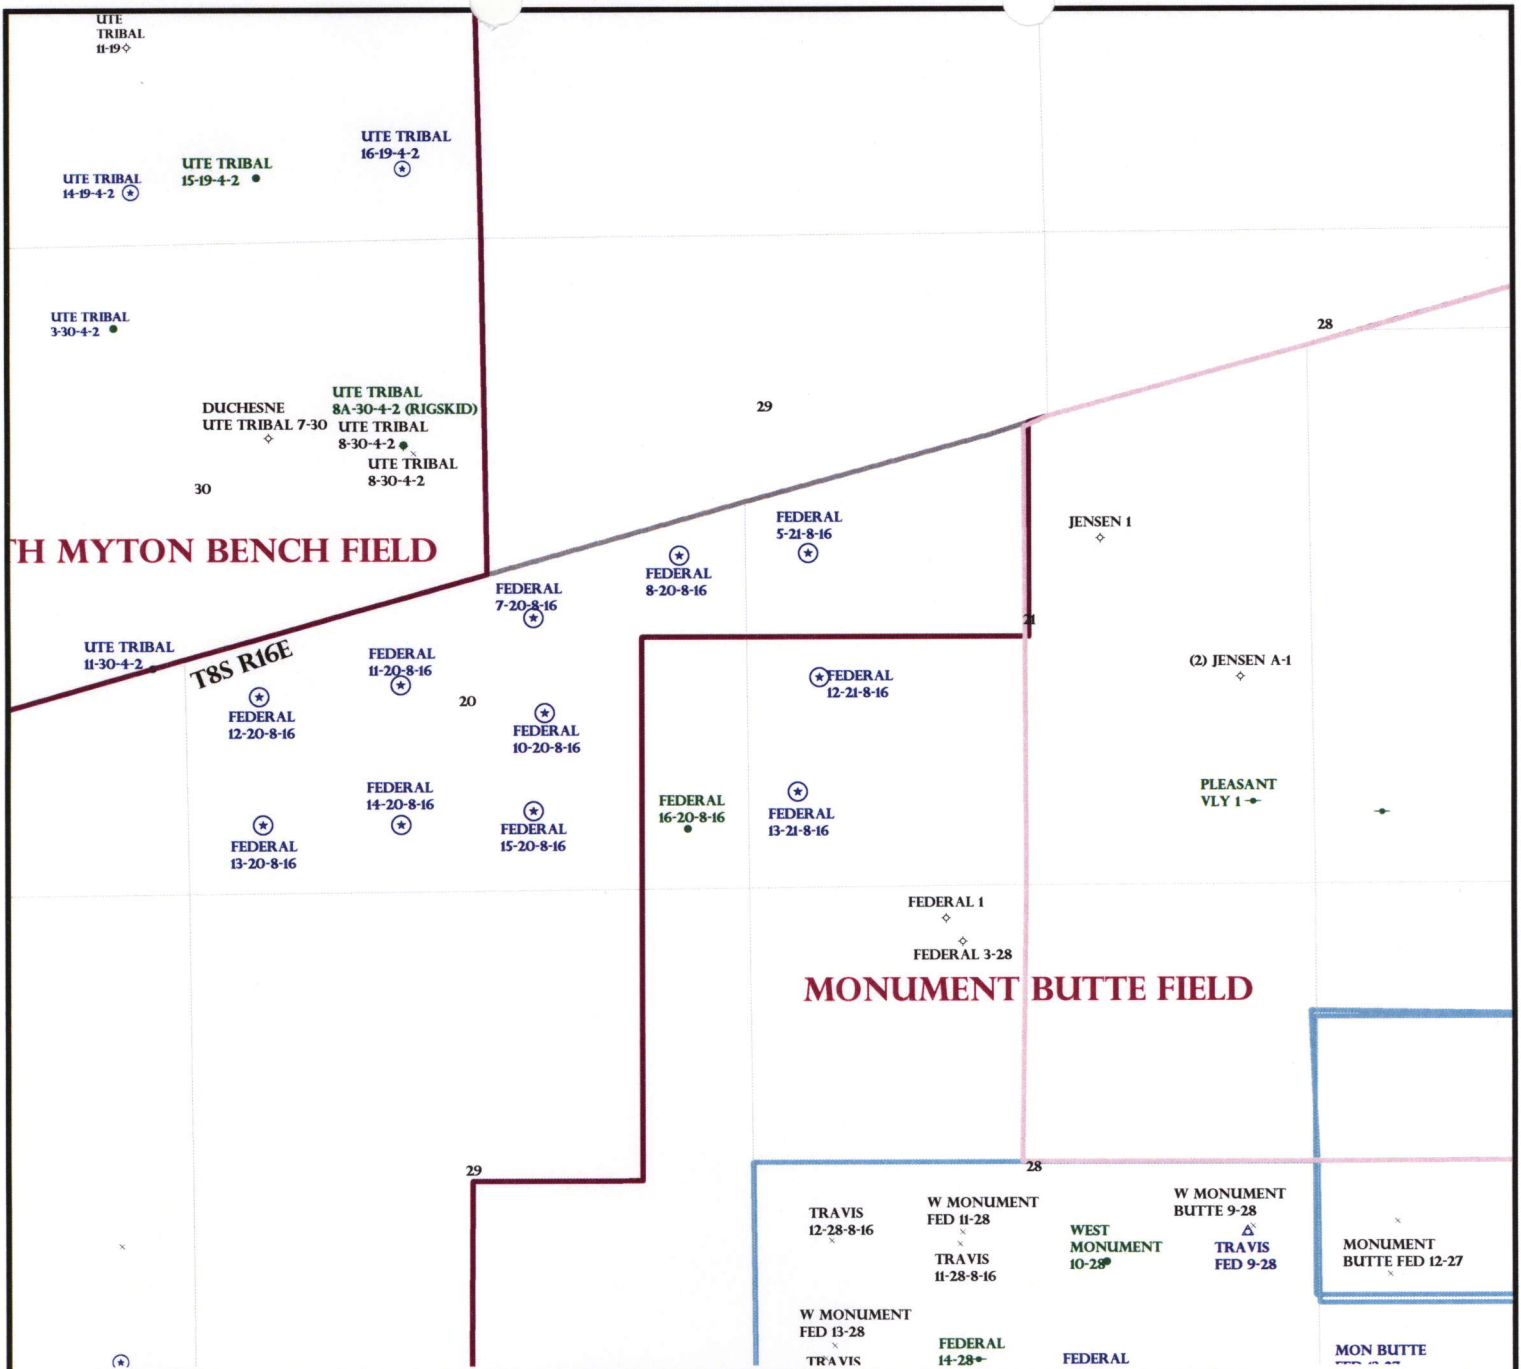 UTE
TRIBAL
11-19
UTE TRIBAL
16-19-4-2
UTE TRIBAL
15-19-4-2
UTE TRIBAL
14-19-4-2
UTE TRIBAL
3-30-4-2
28
UTE TRIBAL
8A-30-4-2 (RIGSKID)
DUCHESNE
UTE TRIBAL 7-30
UTE TRIBAL
8-30-4-2
UTE TRIBAL
8-30-4-2
29
30
TH MYTON BENCH FIELD
FEDERAL
5-21-8-16
JENSEN 1
FEDERAL
8-20-8-16
FEDERAL
7-20-8-16
21
UTE TRIBAL
11-30-4-2
T8S R16E
FEDERAL
11-20-8-16
(2) JENSEN A-1
FEDERAL
12-21-8-16
20
FEDERAL
12-20-8-16
FEDERAL
10-20-8-16
FEDERAL
14-20-8-16
PLEASANT
VLY 1
FEDERAL
16-20-8-16
FEDERAL
13-21-8-16
FEDERAL
15-20-8-16
FEDERAL
13-20-8-16
FEDERAL 1
FEDERAL 3-28
MONUMENT BUTTE FIELD
29
28
TRAVIS
12-28-8-16
W MONUMENT
FED 11-28
W MONUMENT
BUTTE 9-28
WEST
MONUMENT
10-28
TRAVIS
FED 9-28
MONUMENT
BUTTE FED 12-27
TRAVIS
11-28-8-16
W MONUMENT
FED 13-28
TRAVIS
FEDERAL
14-28
FEDERAL
MON BUTTE